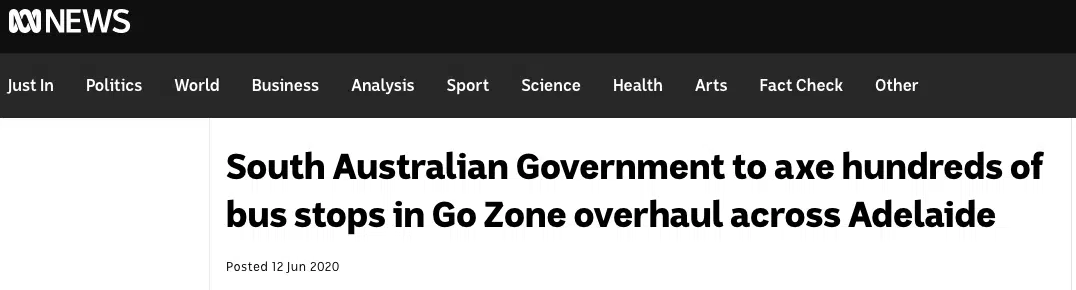 NEWS
Just In Politics World Business Analysis Sport Science Health Arts Fact Check Other
South Australian Government to axe hundreds of
bus stops in Go Zone overhaul across Adelaide
Posted 12 Jun 2020